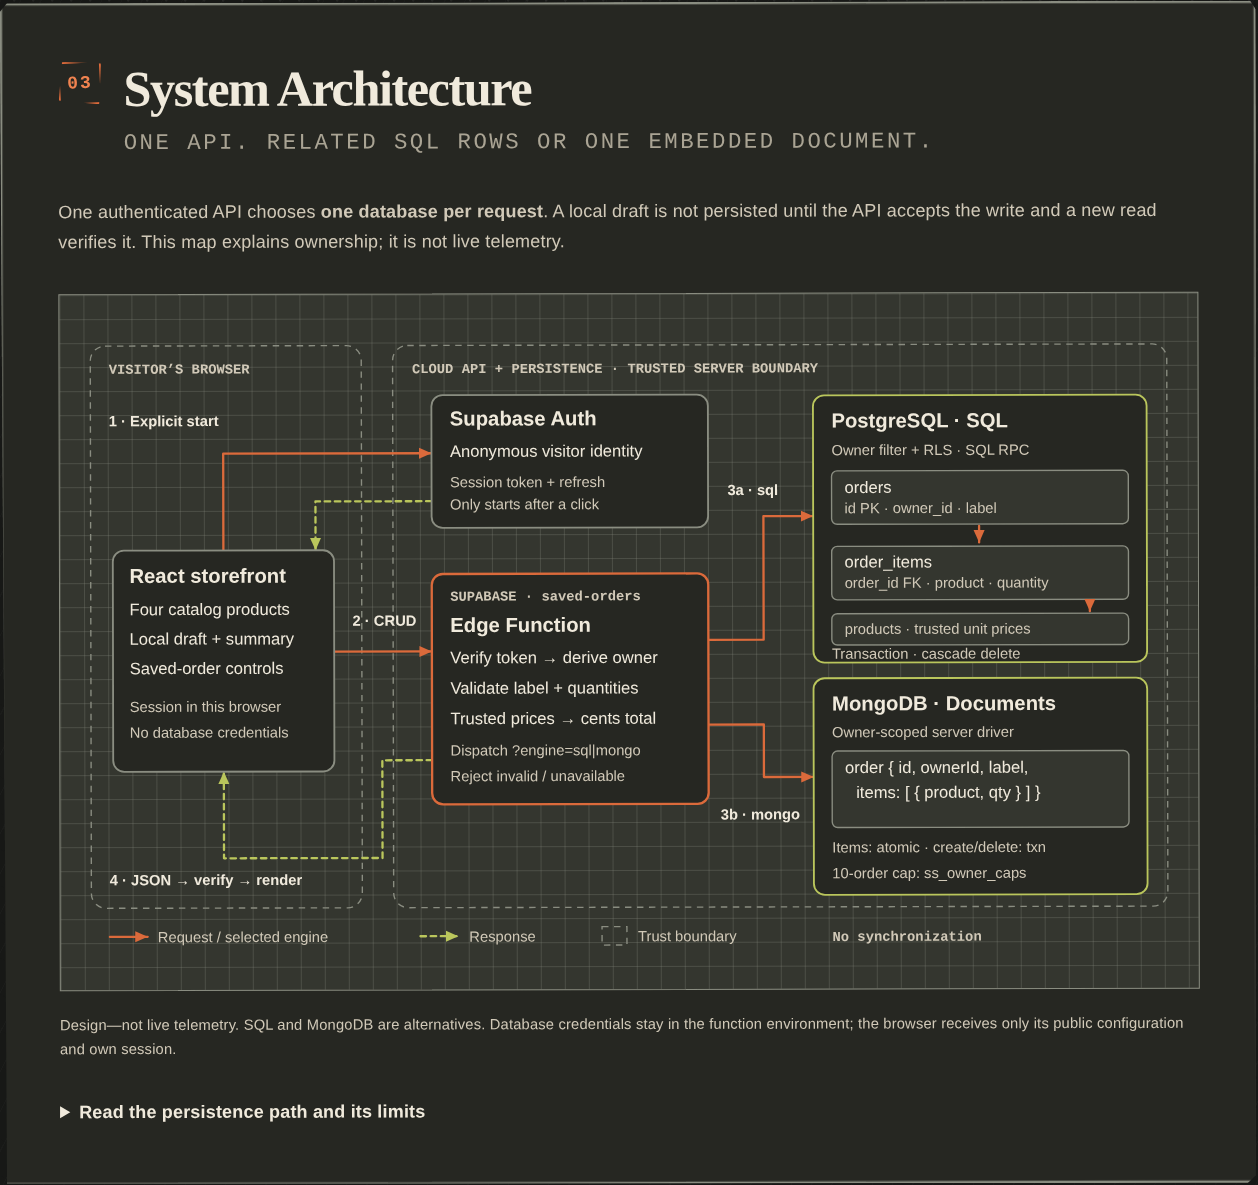 03
System Architecture
ONE API. RELATED SQL ROWS OR ONE EMBEDDED DOCUMENT.
One authenticated API chooses one database per request. A local draft is not persisted until the API accepts the write and a new read
verifies it. This map explains ownership; it is not live telemetry.
VISITOR’S BROWSER
1 · Explicit start
React storefront
Four catalog products
Local draft + summary
Saved-order controls
Session in this browser
No database credentials
4 · JSON → verify → render
2 · CRUD
CLOUD API + PERSISTENCE · TRUSTED SERVER BOUNDARY
Supabase Auth
Anonymous visitor identity
Session token + refresh
Only starts after a click
SUPABASE · saved-orders
Edge Function
Verify token → derive owner
Validate label + quantities
Trusted prices → cents total
Dispatch ?engine=sql|mongo
Reject invalid / unavailable
3a · sql
3b · mongo
PostgreSQL · SQL
Owner filter + RLS · SQL RPC
orders
id PK · owner_id · label
order_items
order_id FK · product · quantity
products · trusted unit prices
Transaction · cascade delete
MongoDB · Documents
Owner-scoped server driver
order { id, ownerId, label,
items: [ { product, qty } ] }
Items: atomic · create/delete: txn
10-order cap: ss_owner_caps
Request / selected engine
Response
Trust boundary
No synchronization
Design—not live telemetry. SQL and MongoDB are alternatives. Database credentials stay in the function environment; the browser receives only its public configuration
and own session.
Read the persistence path and its limits